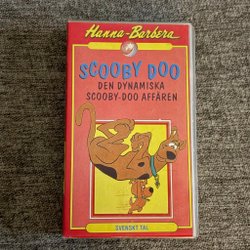 Hanna-Barbera
SCOOBY DOO
DEN DYNAMISKA
SCOOBY-DOO AFFÄREN
SVENSKT TAL